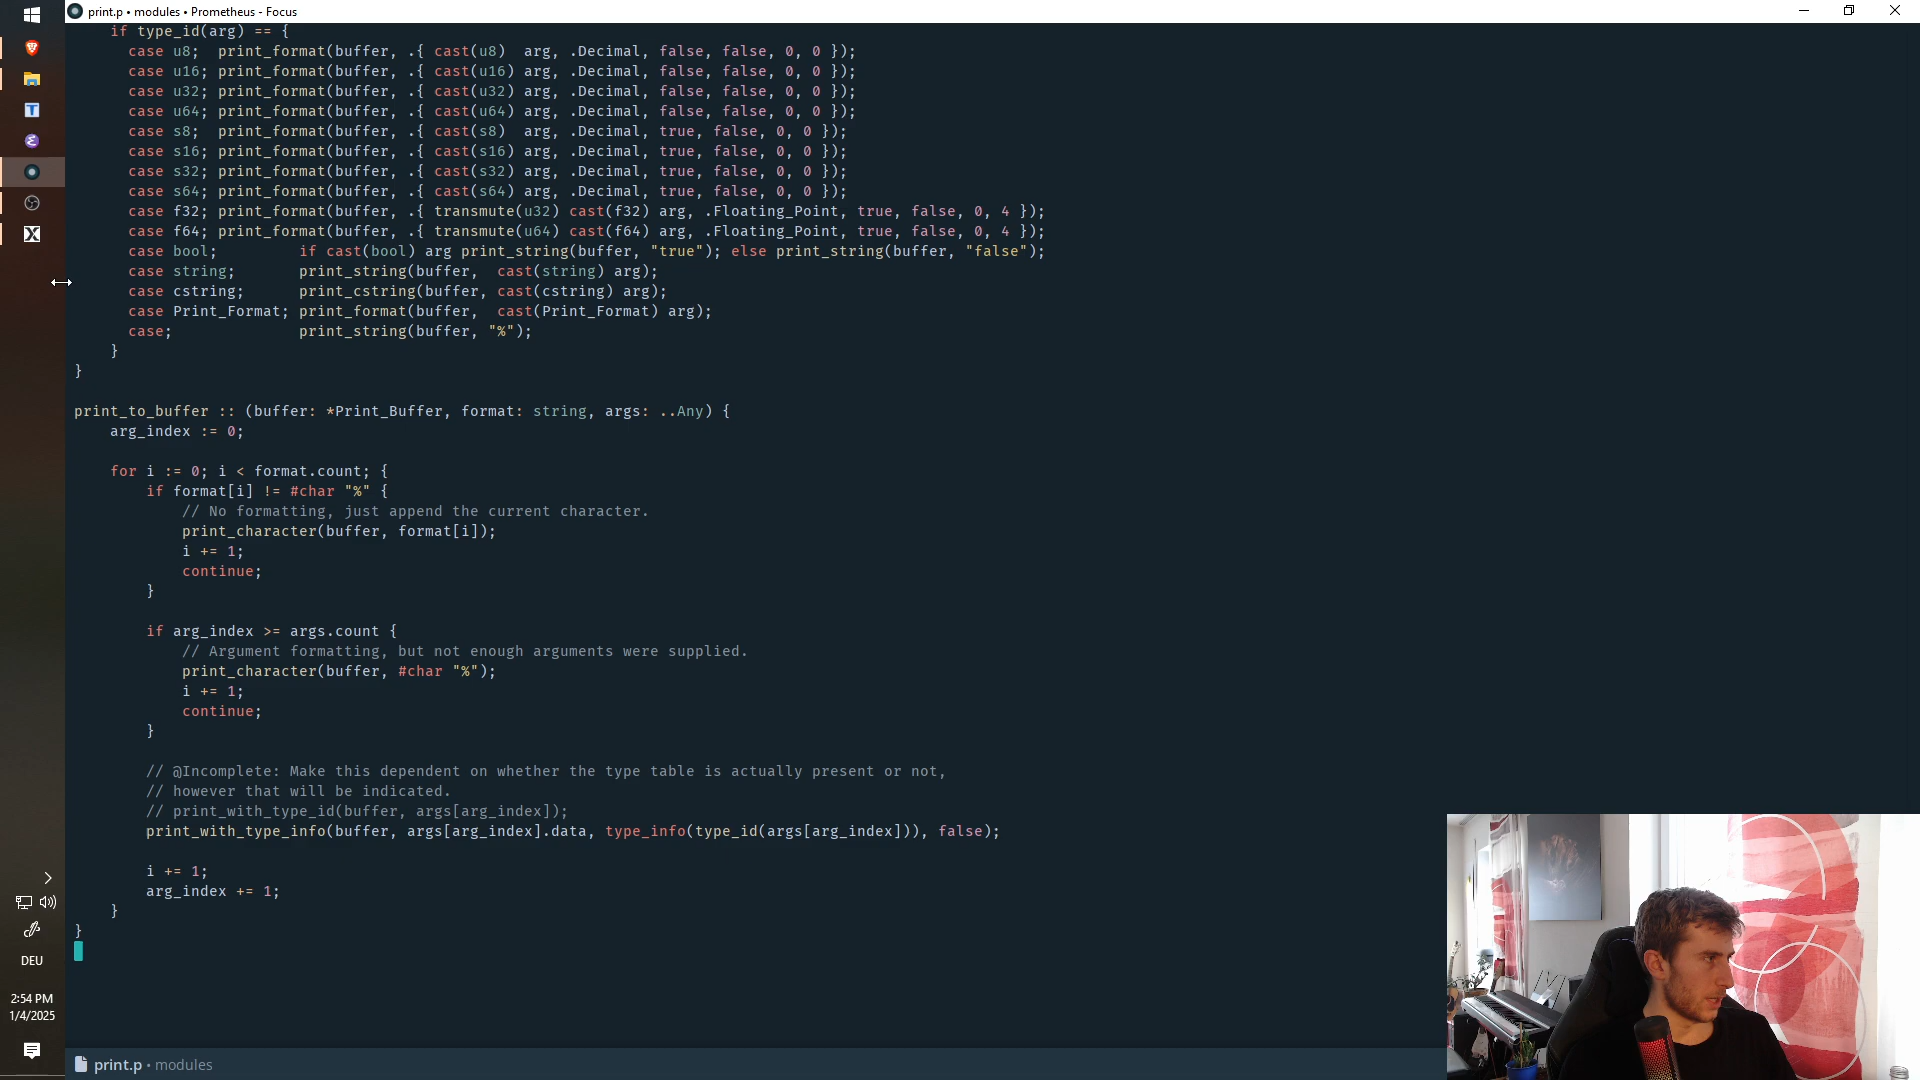 print.p • modules • Prometheus - Focus
if type_id(arg) == {
case u8;  print_format(buffer, .{ cast(u8)  arg, .Decimal, false, false, 0, 0 });
case u16; print_format(buffer, .{ cast(u16) arg, .Decimal, false, false, 0, 0 });
case u32; print_format(buffer, .{ cast(u32) arg, .Decimal, false, false, 0, 0 });
case u64; print_format(buffer, .{ cast(u64) arg, .Decimal, false, false, 0, 0 });
case s8;  print_format(buffer, .{ cast(s8)  arg, .Decimal, true, false, 0, 0 });
case s16; print_format(buffer, .{ cast(s16) arg, .Decimal, true, false, 0, 0 });
case s32; print_format(buffer, .{ cast(s32) arg, .Decimal, true, false, 0, 0 });
case s64; print_format(buffer, .{ cast(s64) arg, .Decimal, true, false, 0, 0 });
case f32; print_format(buffer, .{ transmute(u32) cast(f32) arg, .Floating_Point, true, false, 0, 4 });
case f64; print_format(buffer, .{ transmute(u64) cast(f64) arg, .Floating_Point, true, false, 0, 4 });
case bool;         if cast(bool) arg print_string(buffer, "true"); else print_string(buffer, "false");
case string;       print_string(buffer,  cast(string) arg);
case cstring;      print_cstring(buffer, cast(cstring) arg);
case Print_Format; print_format(buffer,  cast(Print_Format) arg);
case;              print_string(buffer, "%");
}
}
print_to_buffer :: (buffer: *Print_Buffer, format: string, args: ..Any) {
arg_index := 0;
for i := 0; i < format.count; {
if format[i] != #char "%" {
// No formatting, just append the current character.
print_character(buffer, format[i]);
i += 1;
continue;
}
if arg_index >= args.count {
// Argument formatting, but not enough arguments were supplied.
print_character(buffer, #char "%");
i += 1;
continue;
}
// @Incomplete: Make this dependent on whether the type table is actually present or not,
// however that will be indicated.
// print_with_type_id(buffer, args[arg_index]);
print_with_type_info(buffer, args[arg_index].data, type_info(type_id(args[arg_index])), false);
i += 1;
arg_index += 1;
}
}
DEU
2:54 PM
1/4/2025
print.p • modules